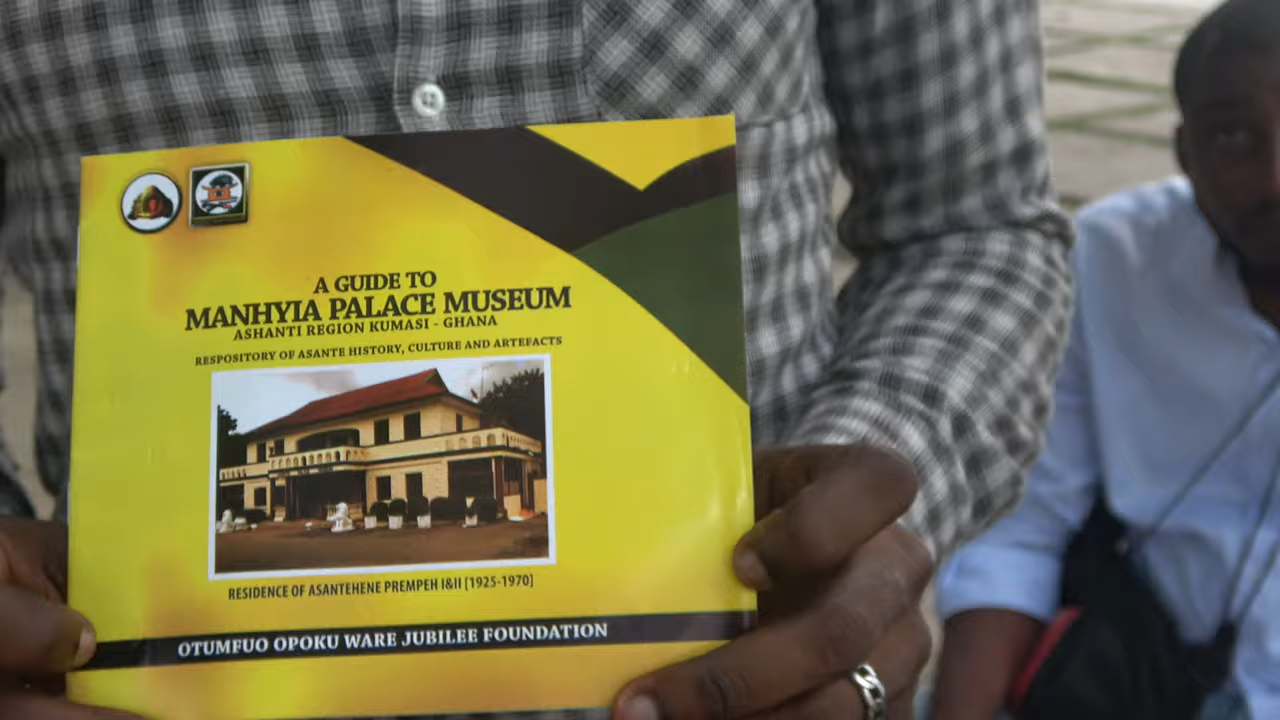 A GUIDE TO
MANHYIA PALACE MUSEUM
ASHANTI REGION KUMASI - GHANA
RESPOSITORY OF ASANTE HISTORY, CULTURE AND ARTEFACTS
RESIDENCE OF ASANTEHENE PREMPEH I&II [1925-1970]
OTUMFUO OPOKU WARE JUBILEE FOUNDATION